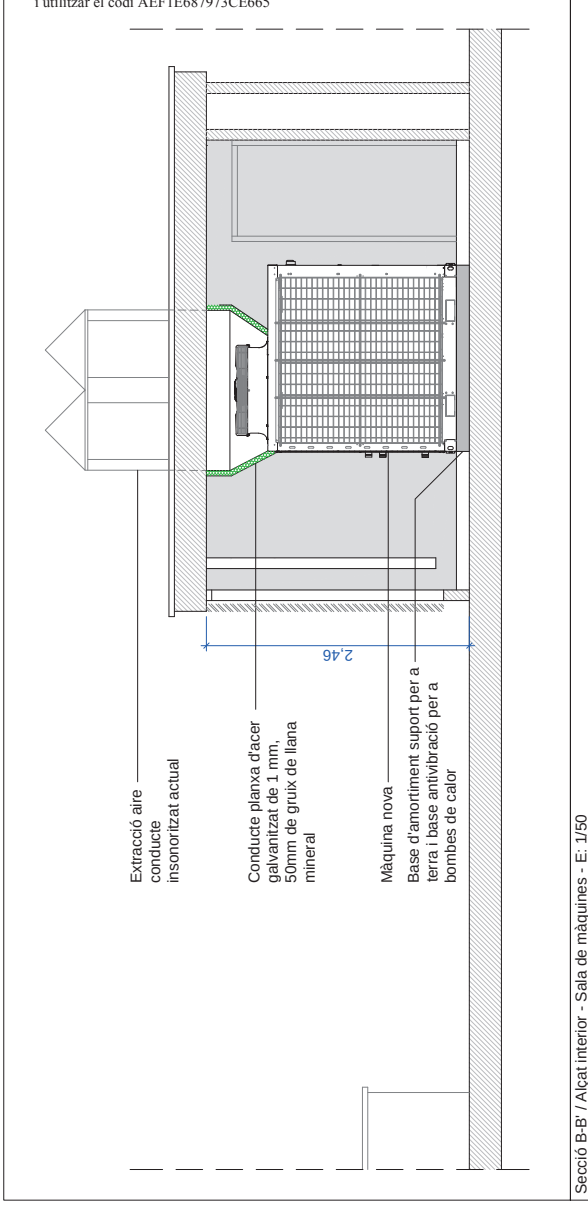 i utilitzar el codi AEF1E687973CE665
Extracció aire
conducte
insonoritzat actual
Conducte planxa d'acer
galvanitzat de 1 mm,
50mm de gruix de llana
mineral
Màquina nova
Base d'amortiment suport per a
terra i base antivibració per a
bombes de calor
2,46
Secció B-B' / Alçat interior - Sala de màquines - E: 1/50